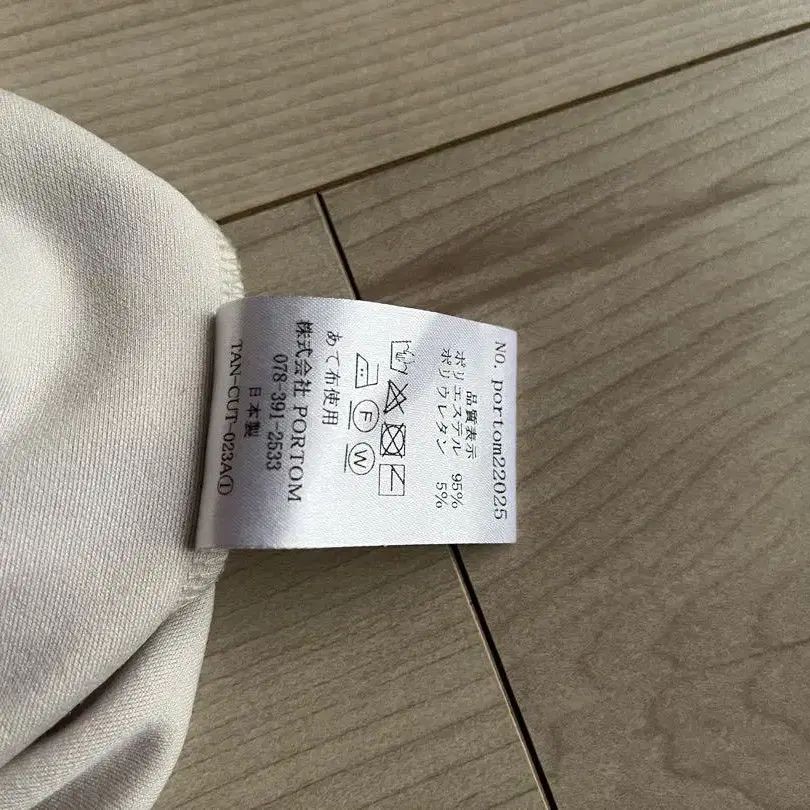 NO. portom22025
品質表示
ポリエステル 95%
ポリウレタン 5%
F W
あて布使用
株式会社 PORTOM
078-391-2533
日本製
TAN-CUT-023A①